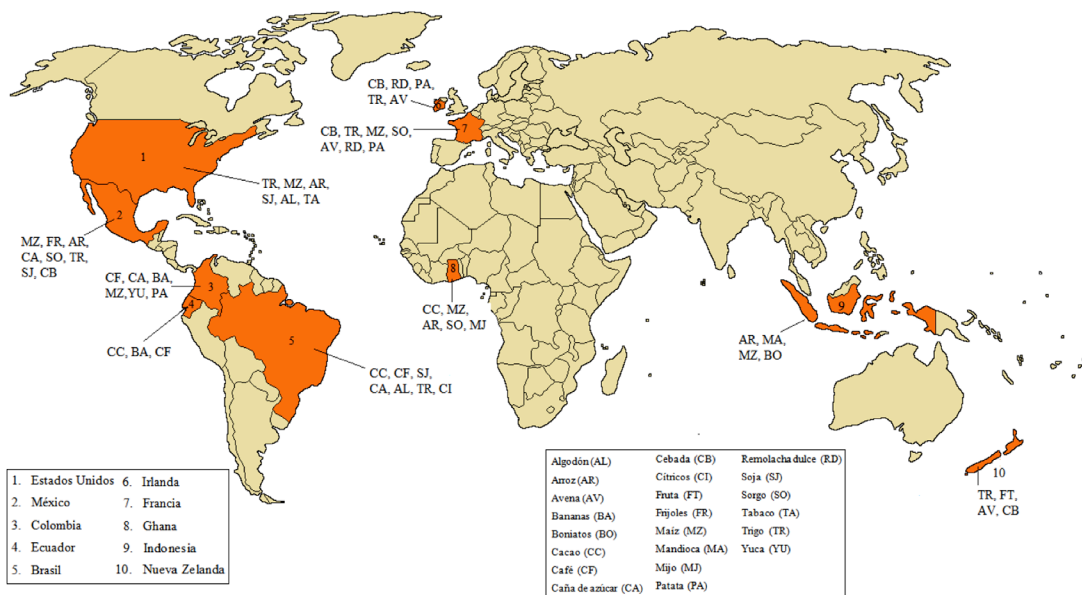 CB, RD, PA,
TR, AV
6
CB, TR, MZ, SO,
AV, RD, PA
7
1
TR, MZ, AR,
SJ, AL, TA
2
MZ, FR, AR,
CA, SO, TR,
SJ, CB
CF, CA, BA,
MZ,YU, PA
3
4
CC, BA, CF
5
CC, CF, SJ,
CA, AL, TR, CI
8
CC, MZ,
AR, SO, MJ
9
AR, MA,
MZ, BO
10
TR, FT,
AV, CB
1. Estados Unidos
2. México
3. Colombia
4. Ecuador
5. Brasil
6. Irlanda
7. Francia
8. Ghana
9. Indonesia
10. Nueva Zelanda
Algodón (AL)
Arroz (AR)
Avena (AV)
Bananas (BA)
Boniatos (BO)
Cacao (CC)
Café (CF)
Caña de azúcar (CA)
Cebada (CB)
Cítricos (CI)
Fruta (FT)
Frijoles (FR)
Maíz (MZ)
Mandioca (MA)
Mijo (MJ)
Patata (PA)
Remolacha dulce (RD)
Soja (SJ)
Sorgo (SO)
Tabaco (TA)
Trigo (TR)
Yuca (YU)